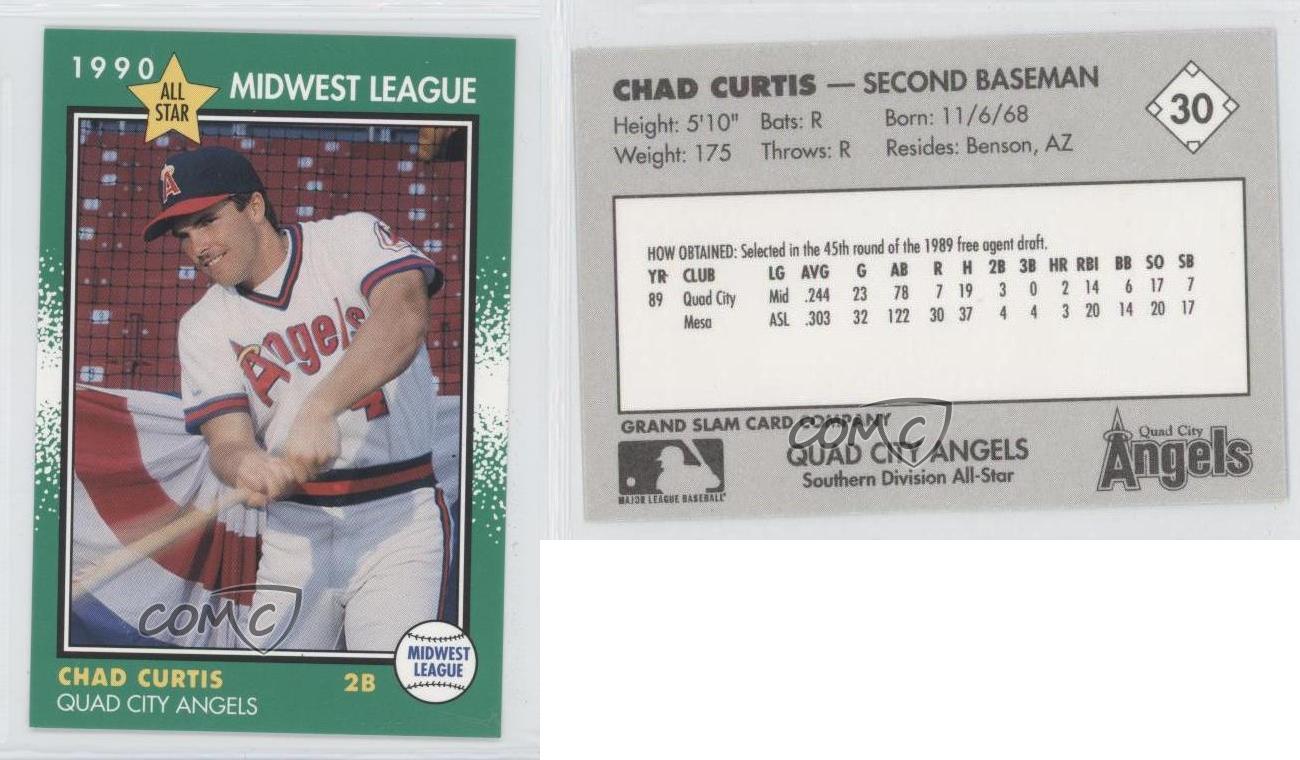 1990
ALL
STAR
MIDWEST LEAGUE
A
Angels
4
COMC
MIDWEST
LEAGUE
CHAD CURTIS 2B
QUAD CITY ANGELS
CHAD CURTIS — SECOND BASEMAN
Height: 5'10" Bats: R Born: 11/6/68
Weight: 175 Throws: R Resides: Benson, AZ
30
HOW OBTAINED: Selected in the 45th round of the 1989 free agent draft.
YR CLUB LG AVG G AB R H 2B 3B HR RBI BB SO SB
89 Quad City Mid .244 23 78 7 19 3 0 2 14 6 17 7
Mesa ASL .303 32 122 30 37 4 4 3 20 14 20 17
GRAND SLAM CARD COMPANY
COMC
QUAD CITY ANGELS
Southern Division All-Star
MAJOR LEAGUE BASEBALL
Quad City
Angels